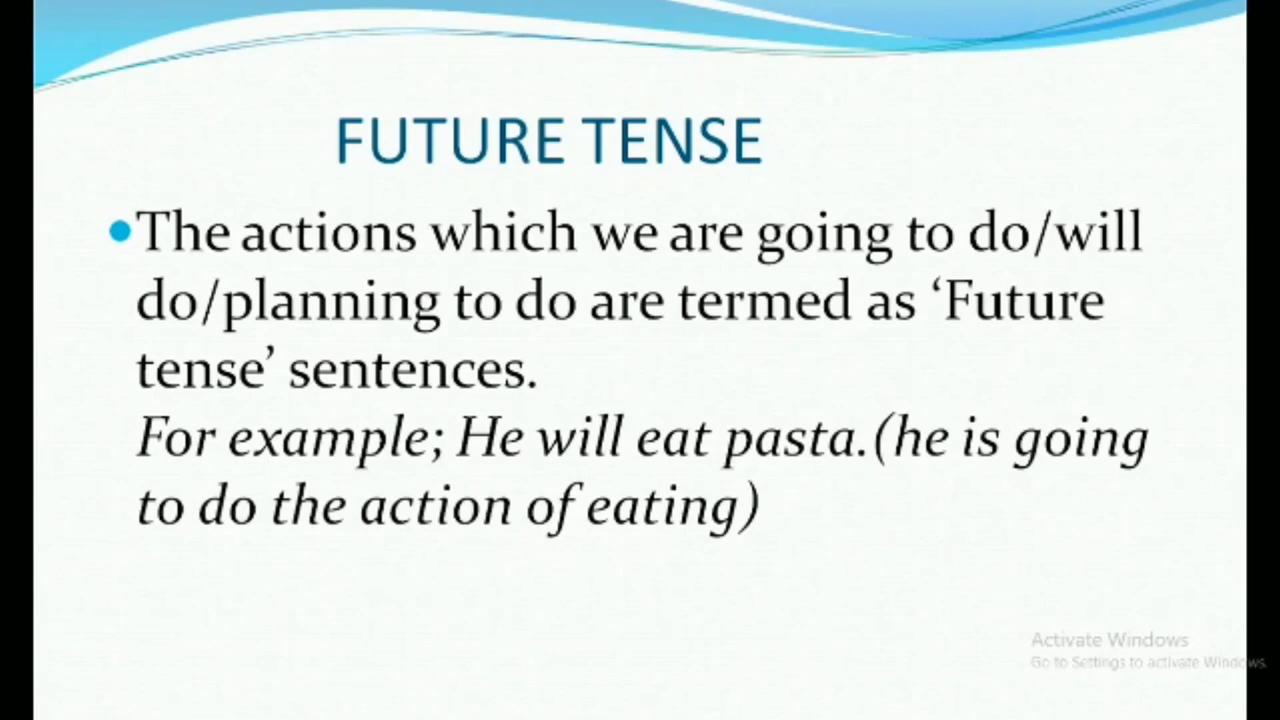 FUTURE TENSE
•The actions which we are going to do/will
do/planning to do are termed as ‘Future
tense’ sentences.
For example; He will eat pasta.(he is going
to do the action of eating)
Activate Windows
Go to Settings to activate Windows.